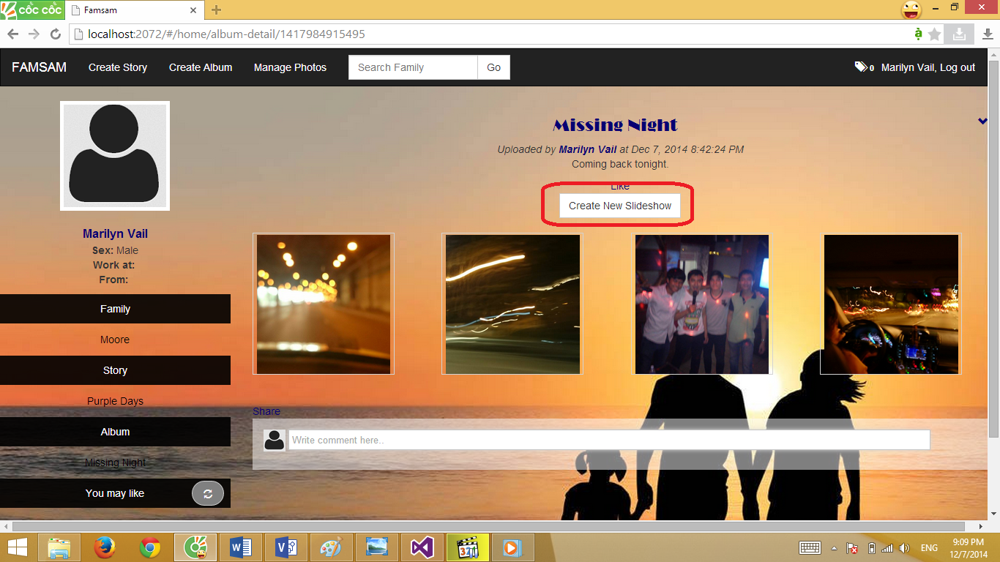 cốc cốc
Famsam
localhost:2072/#/home/album-detail/1417984915495
ả
FAMSAM Create Story Create Album Manage Photos Search Family Go 0 Marilyn Vail, Log out
Missing Night
Uploaded by Marilyn Vail at Dec 7, 2014 8:42:24 PM
Coming back tonight.
Like
Create New Slideshow
Marilyn Vail
Sex: Male
Work at:
From:
Family
Moore
Story
Purple Days
Album
Missing Night
You may like
Share
Write comment here..
ENG
9:09 PM
12/7/2014